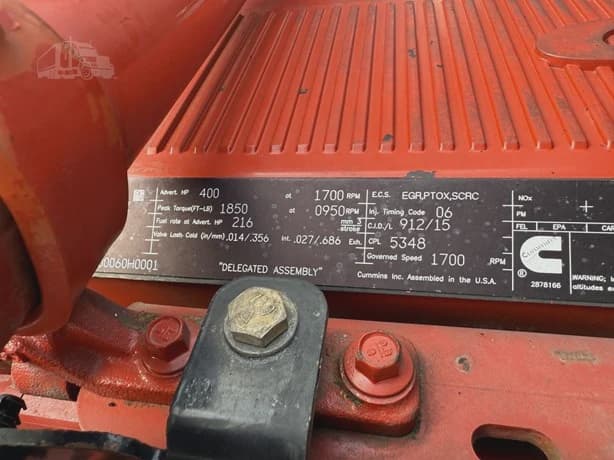 Advert. HP 400 at 1700 RPM E.C.S. EGR,PTOX,SCRC NOx
Peak Torque(FT-LB) 1850 at 0950 RPM Inj. Timing Code 06 PM
Fuel rate at Advert. HP 216 mm 3 stroke C.I.D./L 912/15 FEL EPA CAR
Valve Lash Cold (in/mm) .014/.356 Int. .027/.686 Exh. CPL 5348
0060H0001 Governed Speed 1700 RPM
"DELEGATED ASSEMBLY" Cummins Inc. Assembled in the U.S.A. 2878166
Cummins
WARNING:
altitudes